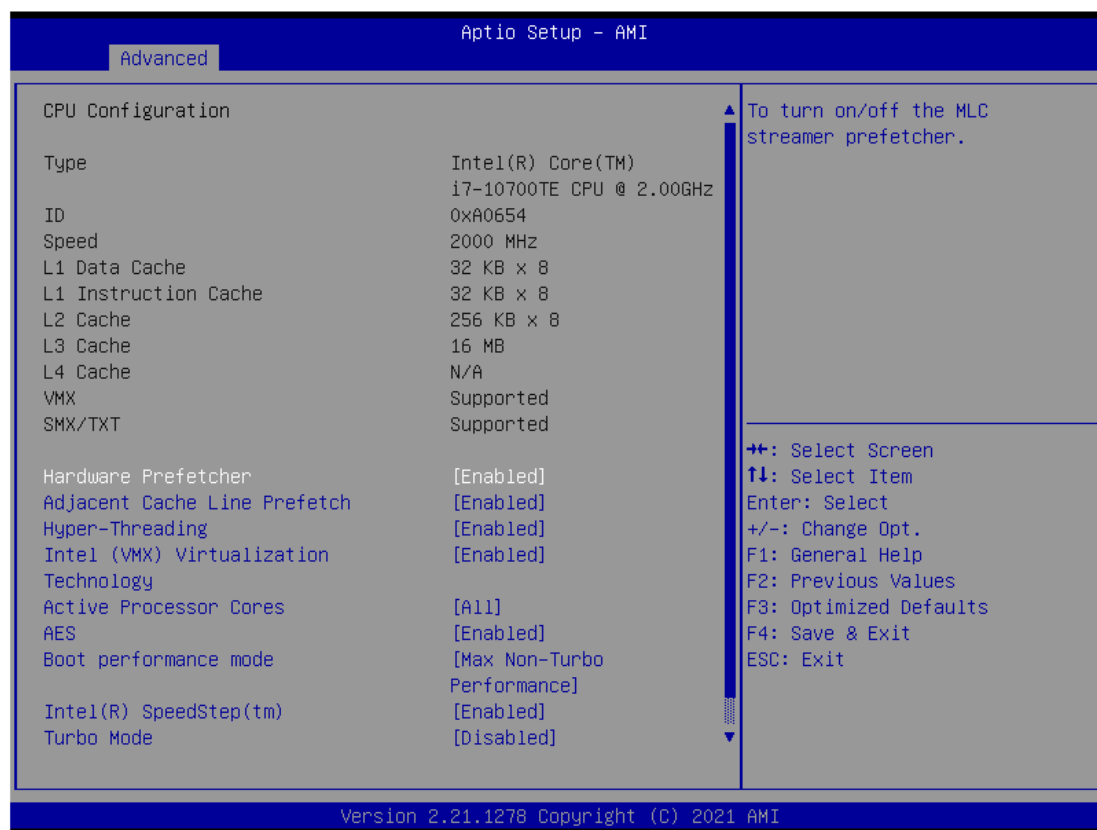 Aptio Setup – AMI
Advanced
CPU Configuration
Type Intel(R) Core(TM)
i7-10700TE CPU @ 2.00GHz
ID 0xA0654
Speed 2000 MHz
L1 Data Cache 32 KB x 8
L1 Instruction Cache 32 KB x 8
L2 Cache 256 KB x 8
L3 Cache 16 MB
L4 Cache N/A
VMX Supported
SMX/TXT Supported
Hardware Prefetcher [Enabled]
Adjacent Cache Line Prefetch [Enabled]
Hyper-Threading [Enabled]
Intel (VMX) Virtualization [Enabled]
Technology
Active Processor Cores [All]
AES [Enabled]
Boot performance mode [Max Non-Turbo
Performance]
Intel(R) SpeedStep(tm) [Enabled]
Turbo Mode [Disabled]
To turn on/off the MLC
streamer prefetcher.
→←: Select Screen
↑↓: Select Item
Enter: Select
+/-: Change Opt.
F1: General Help
F2: Previous Values
F3: Optimized Defaults
F4: Save & Exit
ESC: Exit
Version 2.21.1278 Copyright (C) 2021 AMI